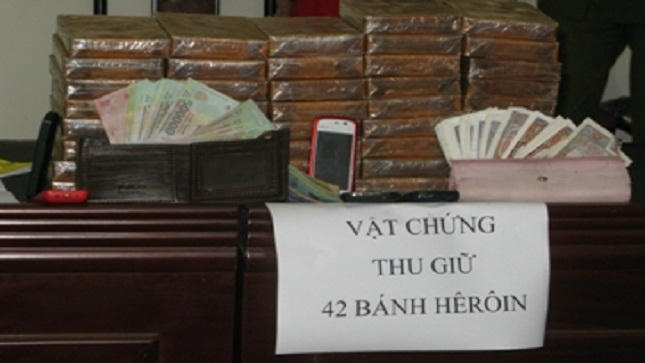 VẬT CHỨNG
THU GIỮ
42 BÁNH HÊRÔIN